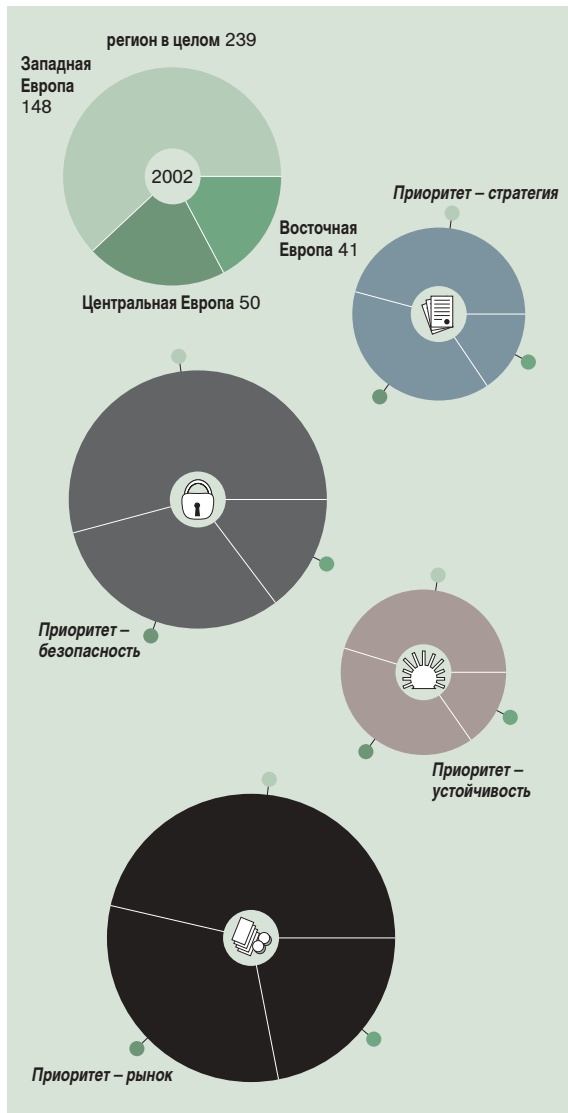 регион в целом 239
Западная
Европа
148
2002
Восточная
Европа 41
Центральная Европа 50
Приоритет – стратегия
Приоритет –
безопасность
Приоритет –
устойчивость
Приоритет – рынок